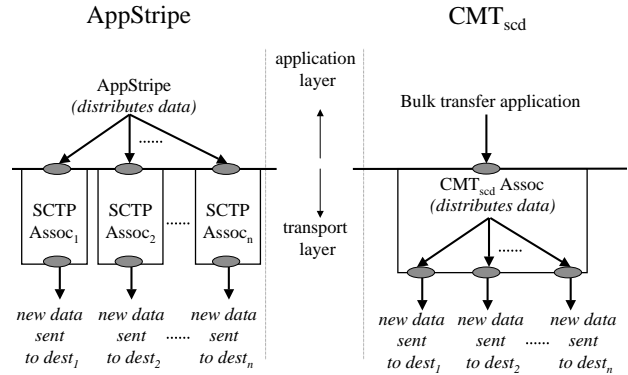 AppStripe
CMTscd
application
layer
AppStripe
(distributes data)
......
Bulk transfer application
SCTP
Assoc1
SCTP
Assoc2
......
SCTP
Assocn
transport
layer
CMTscd Assoc
(distributes data)
......
new data
sent
to dest1
new data
sent
to dest2
......
new data
sent
to destn
new data
sent
to dest1
new data
sent
to dest2
......
new data
sent
to destn